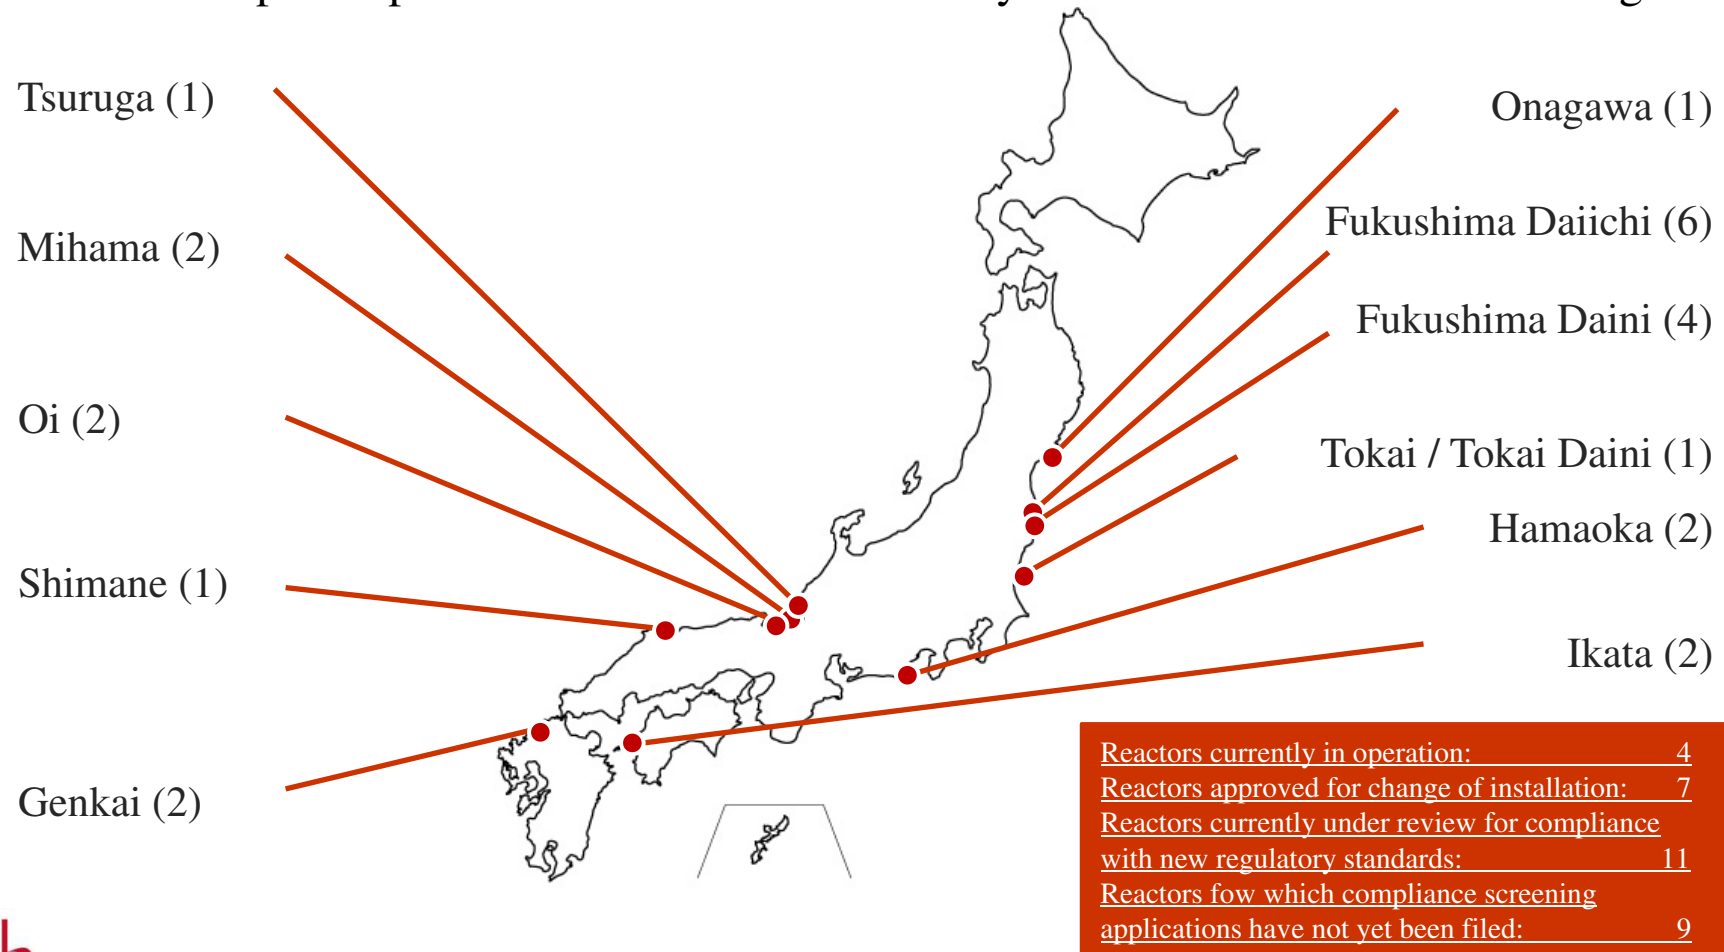 Tsuruga (1)
Mihama (2)
Oi (2)
Shimane (1)
Genkai (2)
Onagawa (1)
Fukushima Daiichi (6)
Fukushima Daini (4)
Tokai / Tokai Daini (1)
Hamaoka (2)
Ikata (2)
Reactors currently in operation: 4
Reactors approved for change of installation: 7
Reactors currently under review for compliance
with new regulatory standards: 11
Reactors fow which compliance screening
applications have not yet been filed: 9